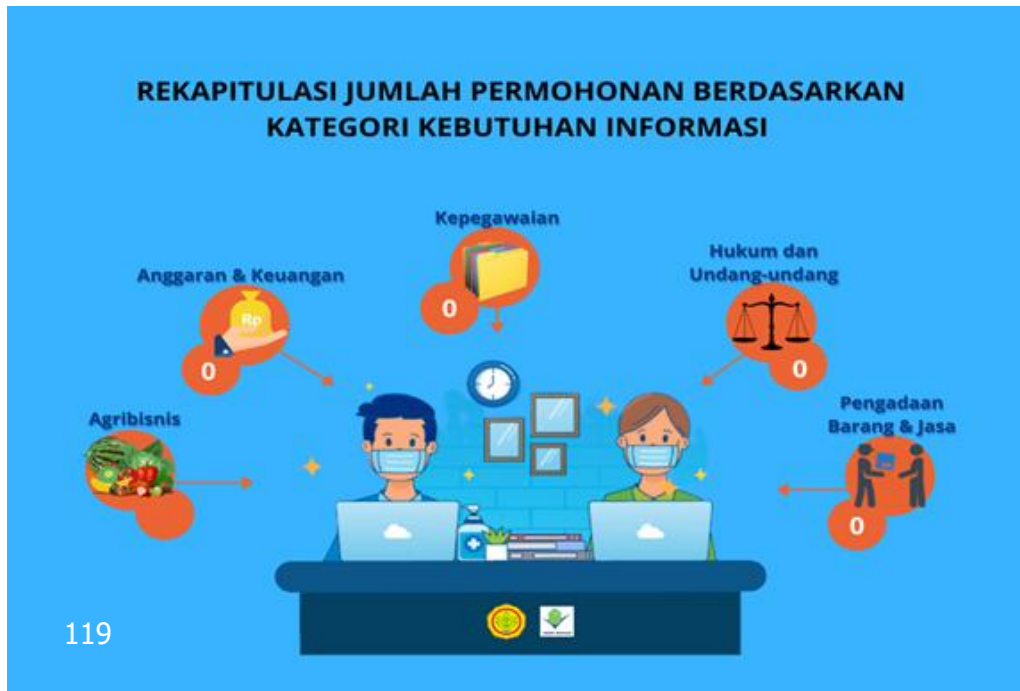 REKAPITULASI JUMLAH PERMOHONAN BERDASARKAN
KATEGORI KEBUTUHAN INFORMASI
Kepegawaian
0
Hukum dan
Undang-undang
0
Anggaran & Keuangan
Rp
0
Agribisnis
Pengadaan
Barang & Jasa
0
119